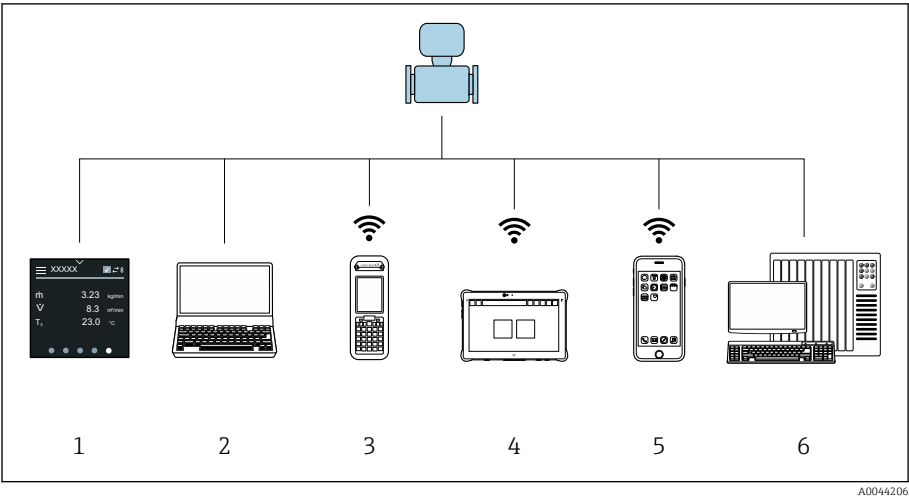 XXXXX
ṁ 3.23 kg/min
V̇ 8.3 m³/min
23.0 °C
1 2 3 4 5 6
A0044206